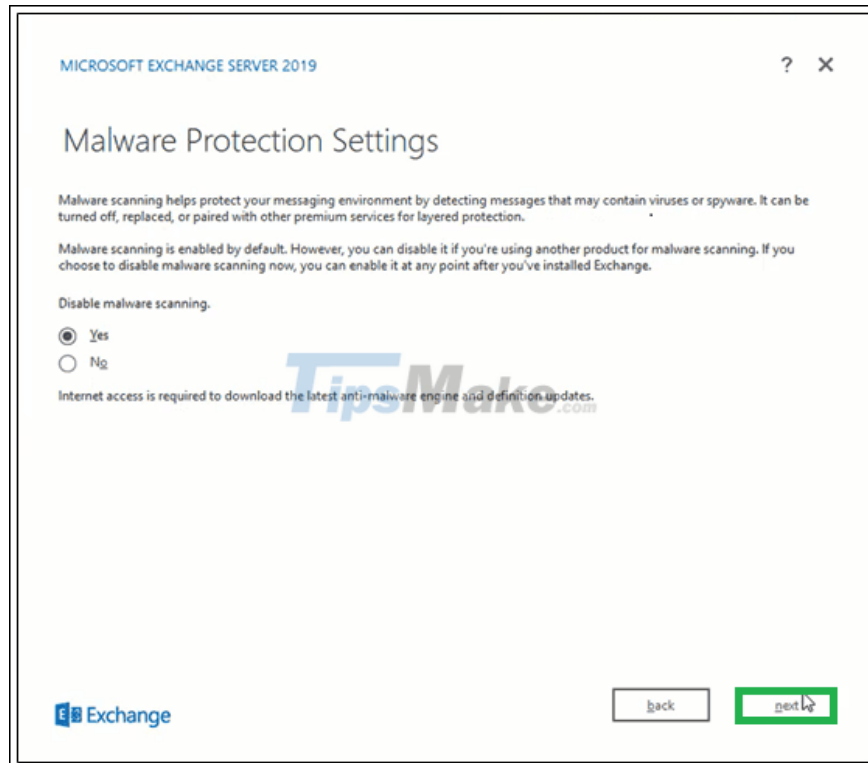 MICROSOFT EXCHANGE SERVER 2019
?
Malware Protection Settings
Malware scanning helps protect your messaging environment by detecting messages that may contain viruses or spyware. It can be
turned off, replaced, or paired with other premium services for layered protection.
Malware scanning is enabled by default. However, you can disable it if you're using another product for malware scanning. If you
choose to disable malware scanning now, you can enable it at any point after you've installed Exchange.
Disable malware scanning.
Yes
No
TipsMake.com
Internet access is required to download the latest anti-malware engine and definition updates.
E Exchange
back
next